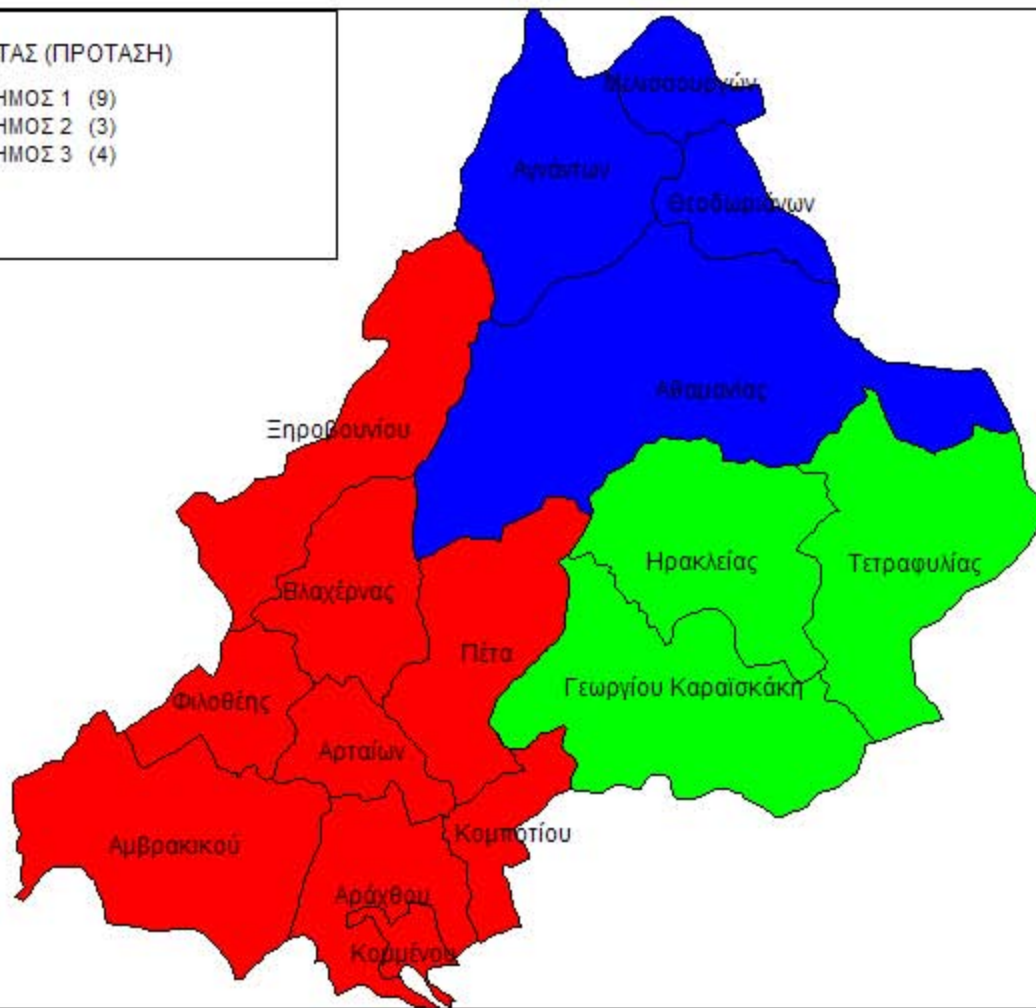 ΤΑΣ (ΠΡΟΤΑΣΗ)
ΗΜΟΣ 1 (9)
ΗΜΟΣ 2 (3)
ΗΜΟΣ 3 (4)
Μελισσουργών
Αγνάντων
Θεοδωριάνων
Αθαμανίας
Ξηροβουνίου
Ηρακλείας
Τετραφυλίας
Βλαχέρνας
Πέτα
Γεωργίου Καραϊσκάκη
Φιλοθέης
Αρταίων
Κομποτίου
Αμβρακικού
Αράχθου
Κομμένου